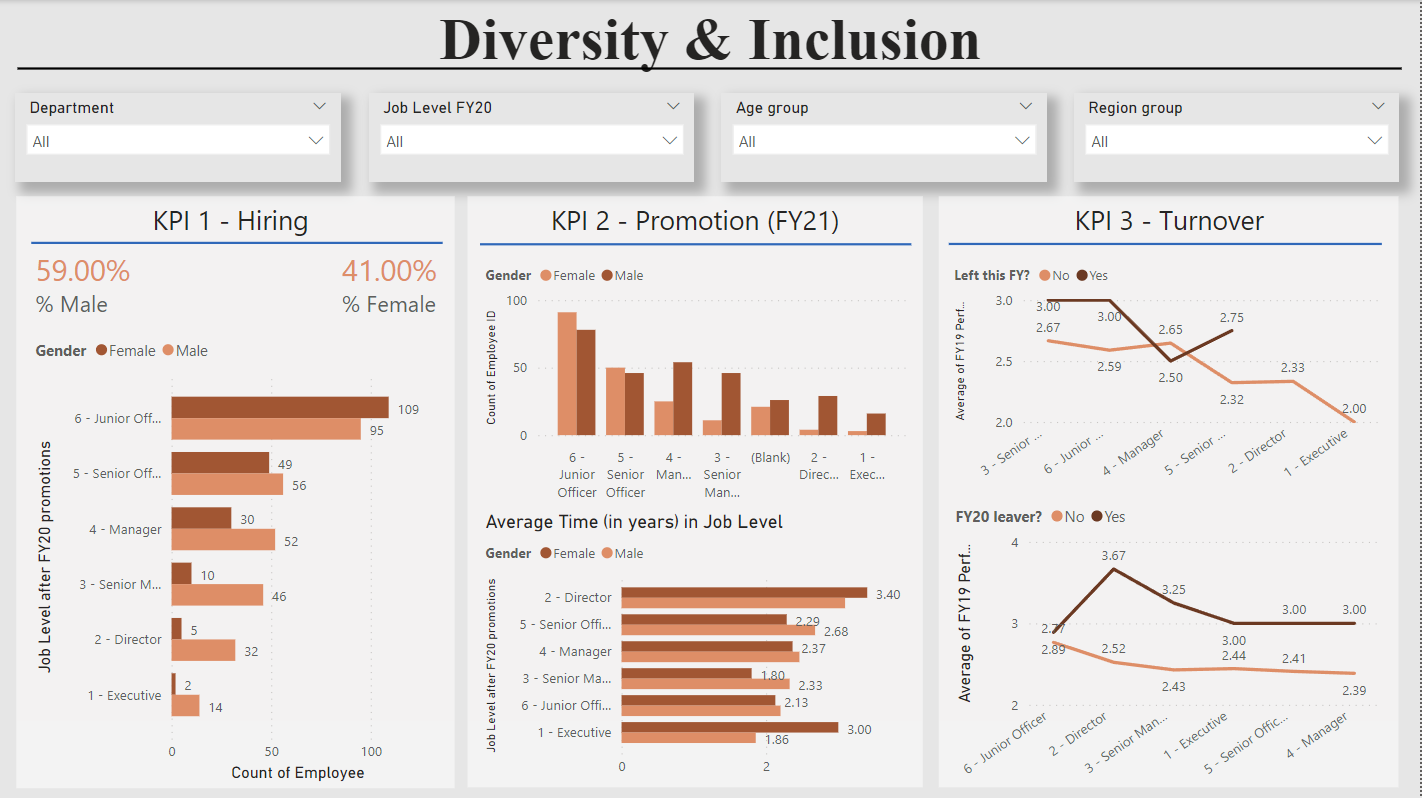 Diversity & Inclusion
Department
All
Job Level FY20
All
Age group
All
Region group
All
KPI 1 - Hiring
59.00%
% Male
41.00%
% Female
Gender Female Male
Job Level after FY20 promotions
6 - Junior Off... 109
95
5 - Senior Off... 49
56
4 - Manager 30
52
3 - Senior M... 10
46
2 - Director 5
32
1 - Executive 2
14
0 50 100
Count of Employee
KPI 2 - Promotion (FY21)
Gender Female Male
Count of Employee ID
100
50
0
6 - Junior Officer
5 - Senior Officer
4 - Man...
3 - Senior Man...
(Blank)
2 - Direc...
1 - Exec...
Average Time (in years) in Job Level
Gender Female Male
Job Level after FY20 promotions
2 - Director 3.40
5 - Senior Offi... 2.29
2.68
4 - Manager 2.37
3 - Senior Ma... 1.80
2.33
6 - Junior Offi... 2.13
1 - Executive 3.00
1.86
0 2
KPI 3 - Turnover
Left this FY? No Yes
Average of FY19 Perf...
3.0
2.5
2.0
3.00
2.67
3.00
2.59
2.65
2.50
2.75
2.32
2.33
2.00
3 - Senior ...
6 - Junior ...
4 - Manager
5 - Senior ...
2 - Director
1 - Executive
FY20 leaver? No Yes
Average of FY19 Perf...
4
3
2
2.77
2.89
3.67
2.52
3.25
2.43
3.00
2.44
3.00
2.41
3.00
2.39
6 - Junior Officer
2 - Director
3 - Senior Man...
1 - Executive
5 - Senior Offic...
4 - Manager